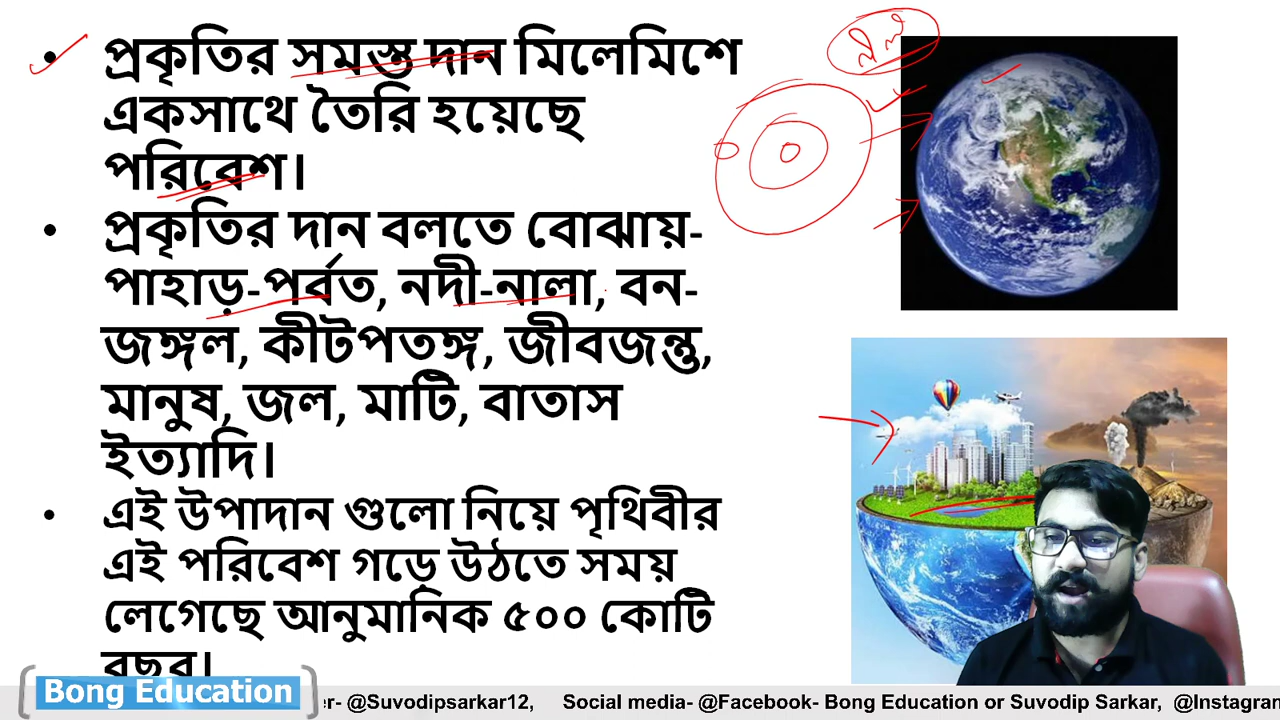 প্রকৃতির সমস্ত দান মিলেমিশে
একসাথে তৈরি হয়েছে
পরিবেশ।
প্রকৃতির দান বলতে বোঝায়-
পাহাড়-পর্বত, নদী-নালা, বন-
জঙ্গল, কীটপতঙ্গ, জীবজন্তু,
মানুষ, জল, মাটি, বাতাস
ইত্যাদি।
এই উপাদান গুলো নিয়ে পৃথিবীর
এই পরিবেশ গড়ে উঠতে সময়
লেগেছে আনুমানিক ৫০০ কোটি
বছর।
Bong Education
er- @Suvodipsarkar12, Social media- @Facebook- Bong Education or Suvodip Sarkar, @Instagran